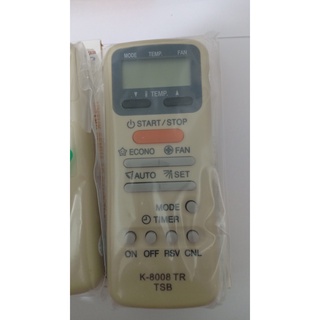 MODE TEMP. FAN
▼ TEMP. ▲
START/STOP
ECONO FAN
AUTO SET
MODE
TIMER
ON OFF RSV CNL
K-8008 TR
TSB